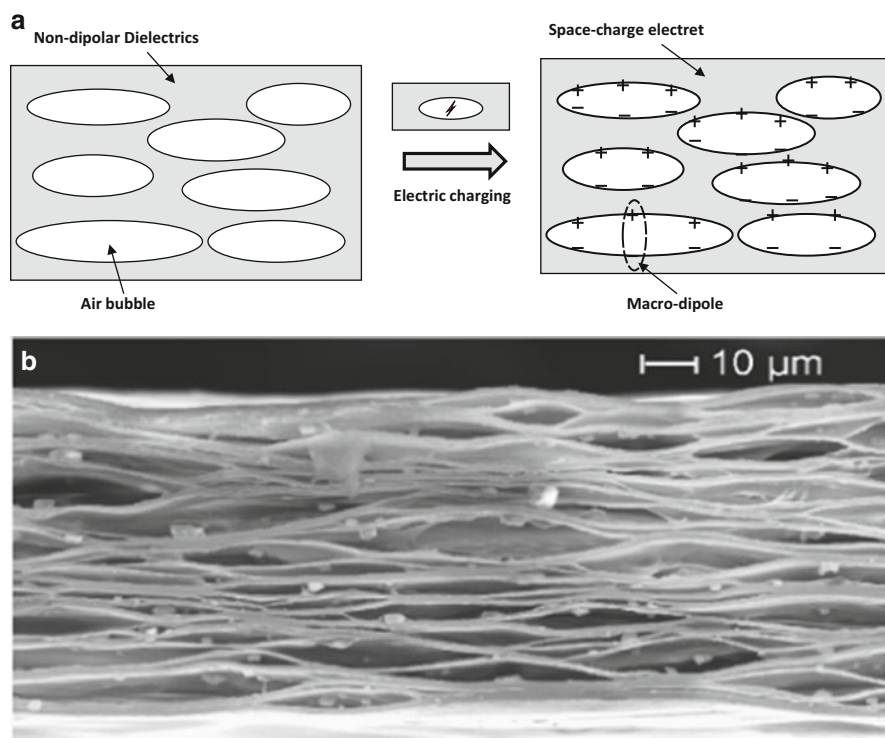 a
Non-dipolar Dielectrics
Space-charge electret
Electric charging
Air bubble
Macro-dipole
b
10 μm